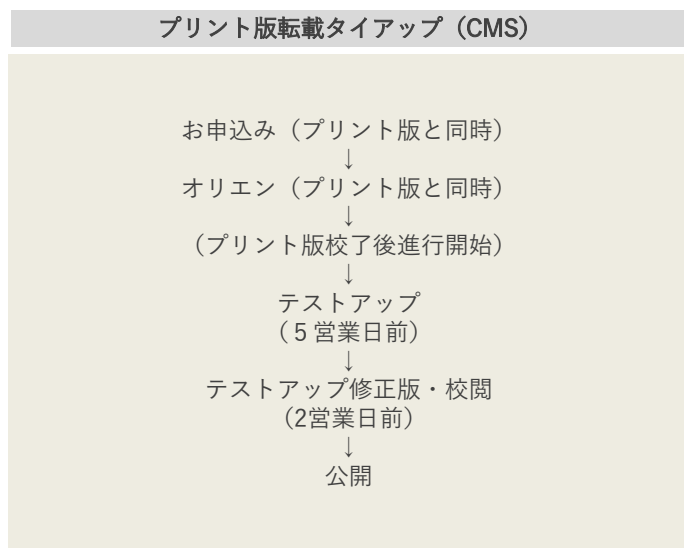 プリント版転載タイアップ（CMS）
お申込み（プリント版と同時）
↓
オリエン（プリント版と同時）
↓
（プリント版校了後進行開始）
↓
テストアップ
（５営業日前）
↓
テストアップ修正版・校閲
（2営業日前）
↓
公開